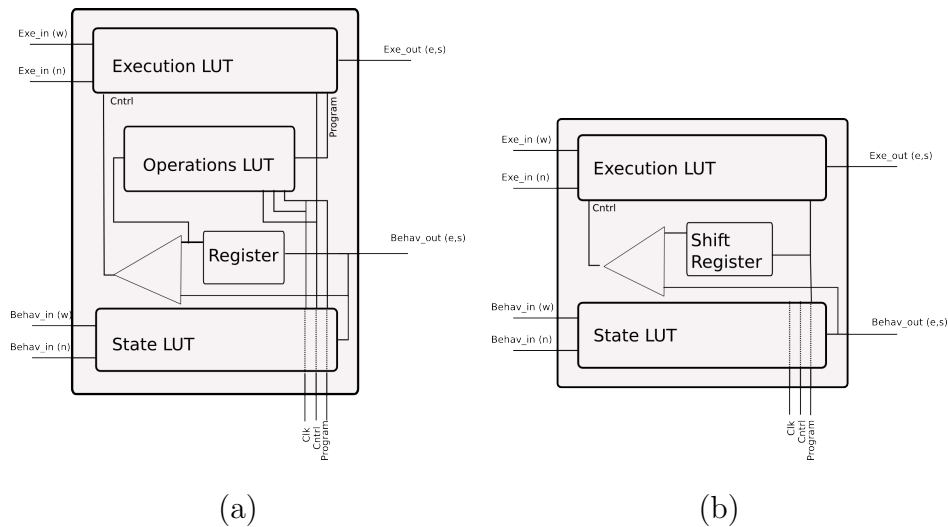 Exe_in (w)
Exe_in (n)
Execution LUT
Exe_out (e,s)
Cntrl
Program
Operations LUT
Register
Behav_out (e,s)
Behav_in (w)
Behav_in (n)
State LUT
Clk
Cntrl
Program
(a)
Exe_in (w)
Exe_in (n)
Execution LUT
Exe_out (e,s)
Cntrl
Shift
Register
Behav_in (w)
Behav_in (n)
State LUT
Behav_out (e,s)
Clk
Cntrl
Program
(b)